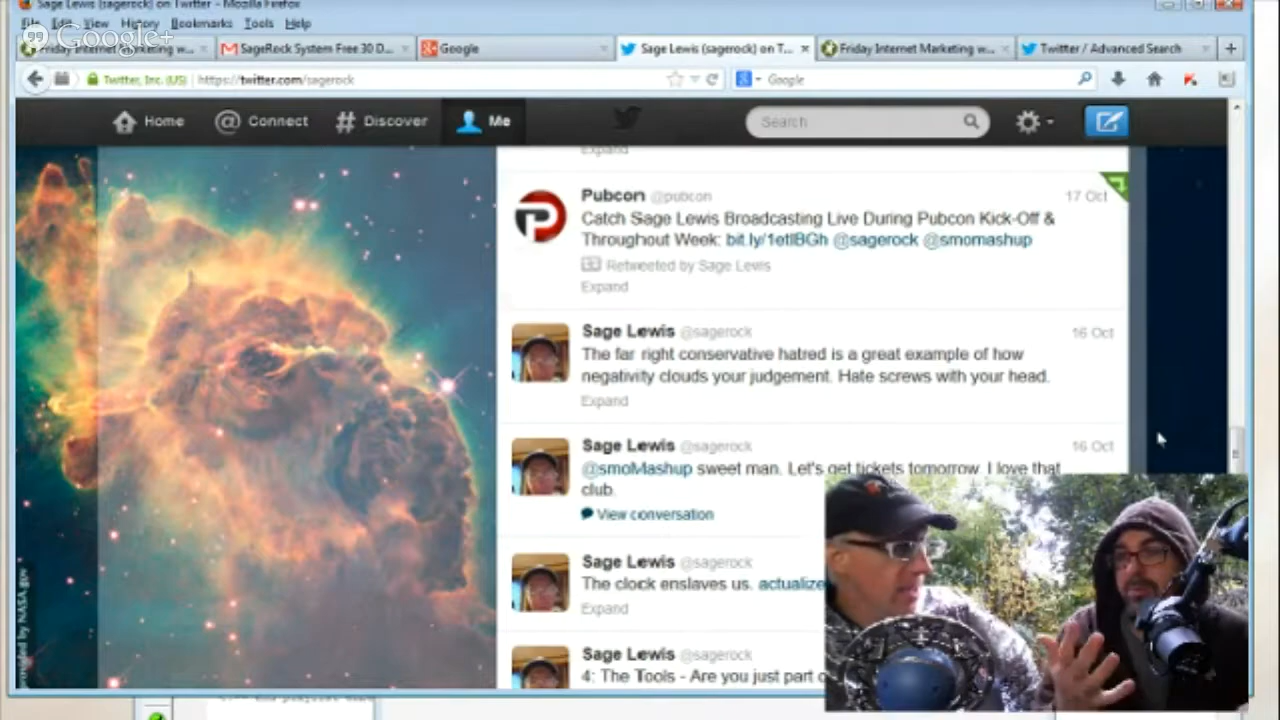 Sage Lewis (sagerock) on Twitter - Mozilla Firefox
File Edit View History Bookmarks Tools Help
Google+
Friday Internet Marketing w...
SageRock System Free 30 D...
Google
Sage Lewis (sagerock) on T...
Friday Internet Marketing w...
Twitter / Advanced Search
Twitter, Inc. (US)
https://twitter.com/sagerock
Google
Home
Connect
Discover
Me
Search
Expand
Pubcon @pubcon
17 Oct
Catch Sage Lewis Broadcasting Live During Pubcon Kick-Off &
Throughout Week: bit.ly/1etlBGh @sagerock @smomashup
Retweeted by Sage Lewis
Expand
Sage Lewis @sagerock
16 Oct
The far right conservative hatred is a great example of how
negativity clouds your judgement. Hate screws with your head.
Expand
Sage Lewis @sagerock
16 Oct
@smoMashup sweet man. Let's get tickets tomorrow. I love that
club.
View conversation
Sage Lewis @sagerock
The clock enslaves us. actualize
Expand
Sage Lewis @sagerock
4: The Tools - Are you just part
by NASA.gov